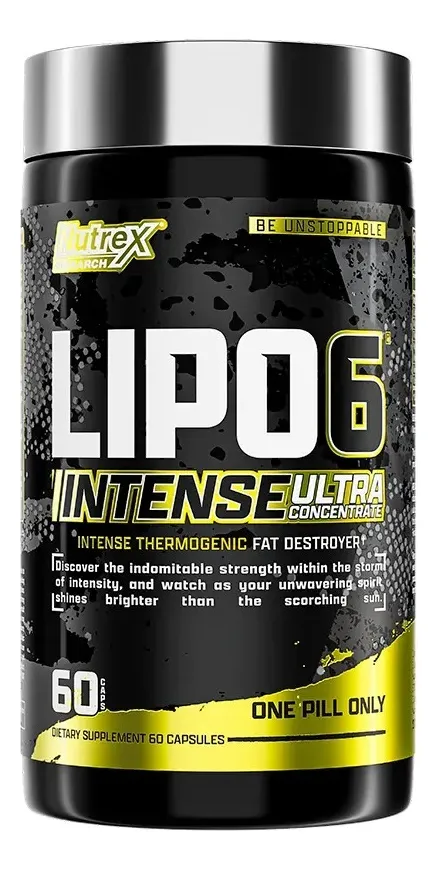 Nutrex
RESEARCH
BE UNSTOPPABLE
LIPO6
INTENSE ULTRA
CONCENTRATE
INTENSE THERMOGENIC FAT DESTROYER†
Discover the indomitable strength within the storm
of intensity, and watch as your unwavering spirit
shines brighter than the scorching sun.
60 CAPS
ONE PILL ONLY
DIETARY SUPPLEMENT 60 CAPSULES